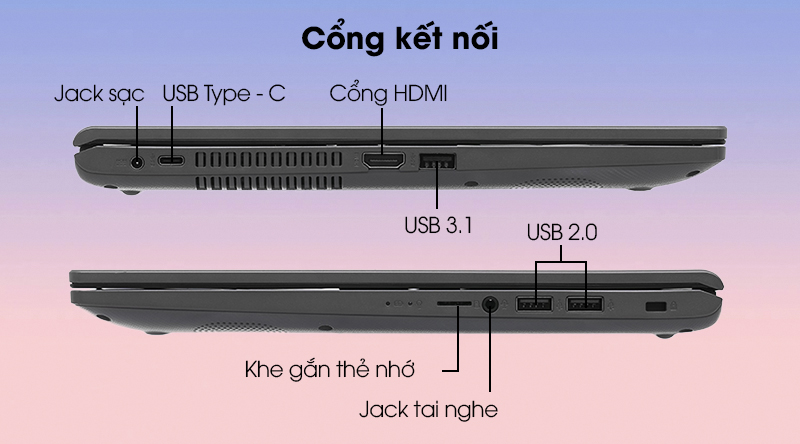 Cổng kết nối
Jack sạc
USB Type - C
Cổng HDMI
USB 3.1
USB 2.0
Khe gắn thẻ nhớ
Jack tai nghe